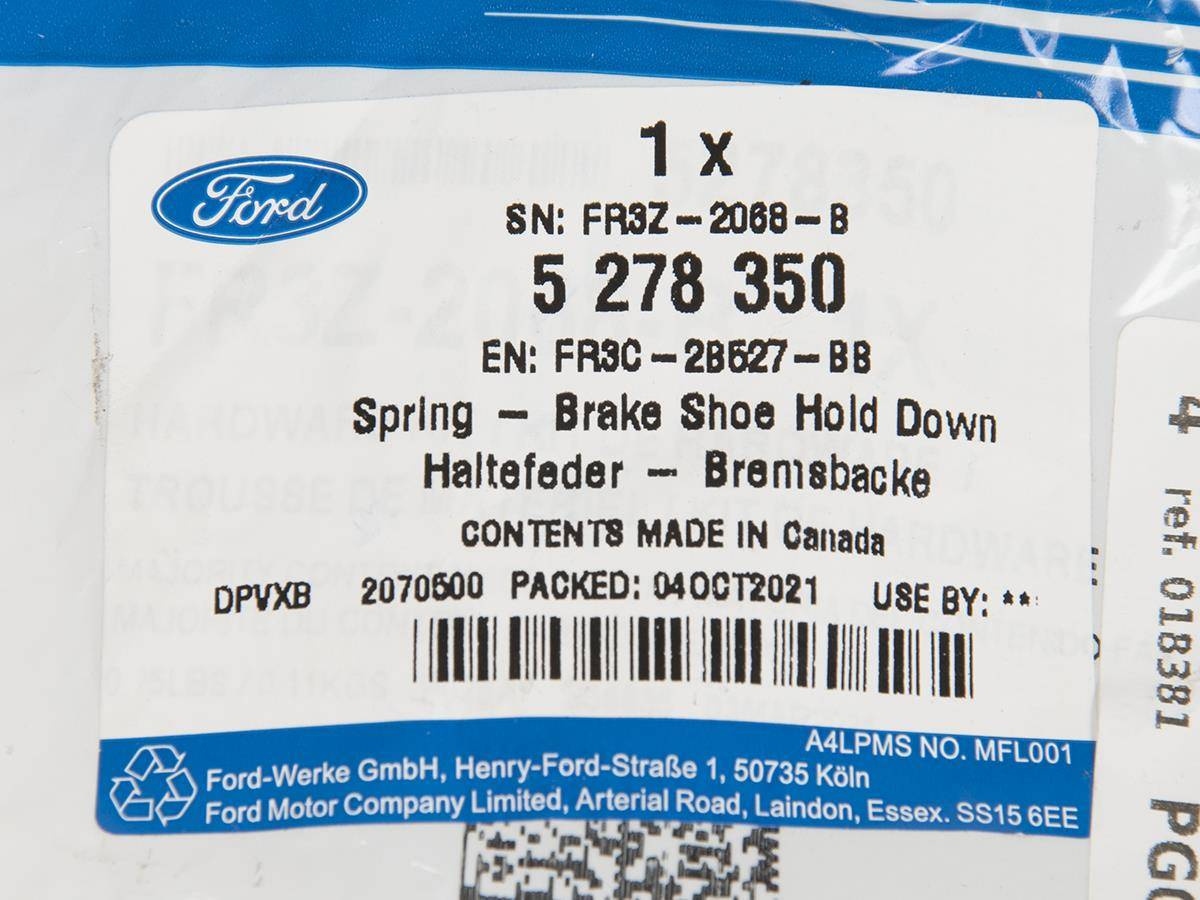 Ford
1 x
SN: FR3Z-2068-B
5 278 350
EN: FR3C-2B527-BB
Spring - Brake Shoe Hold Down
Haltefeder - Bremsbacke
CONTENTS MADE IN Canada
DPVXB 2070500 PACKED: 04OCT2021 USE BY: **
A4LPMS NO. MFL001
Ford-Werke GmbH, Henry-Ford-Straße 1, 50735 Köln
Ford Motor Company Limited, Arterial Road, Laindon, Essex. SS15 6EE
4 ref. 018381